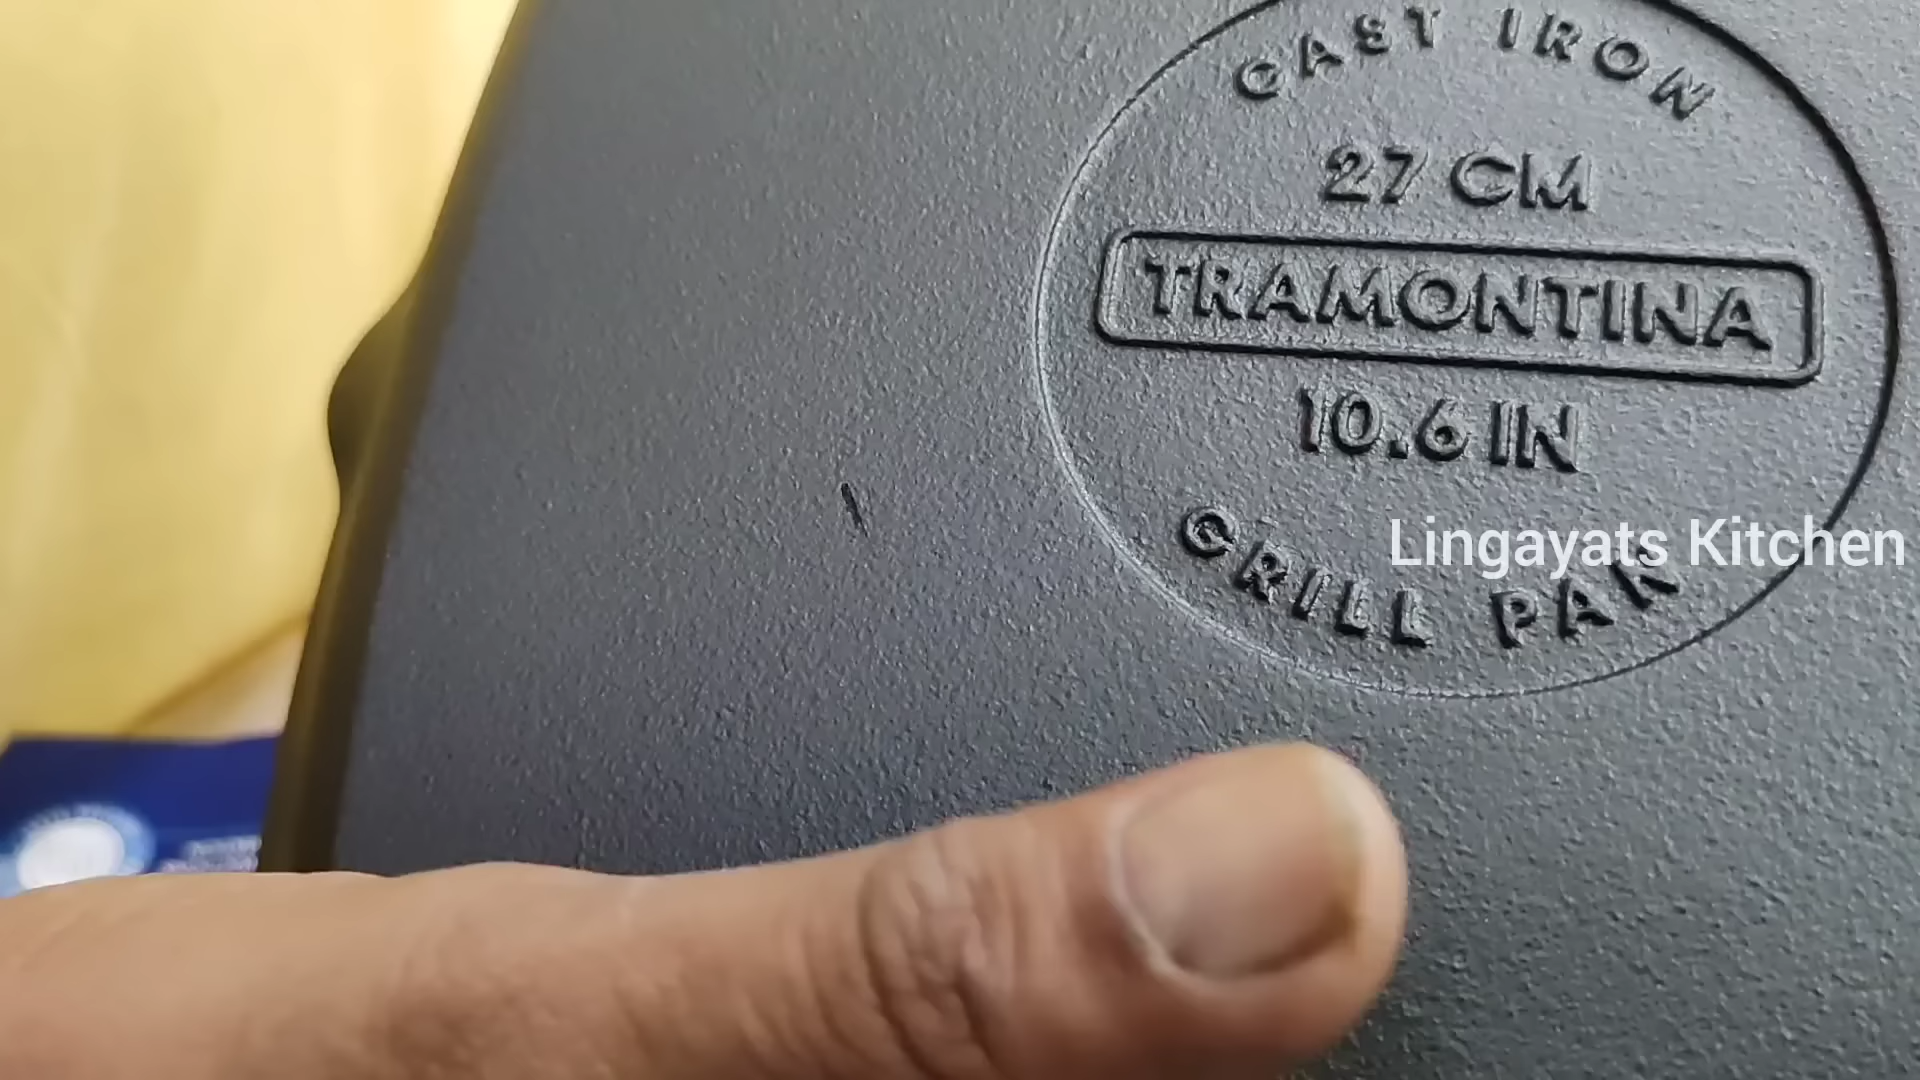 CAST IRON
27 CM
TRAMONTINA
10.6 IN
GRILL PAN
Lingayats Kitchen